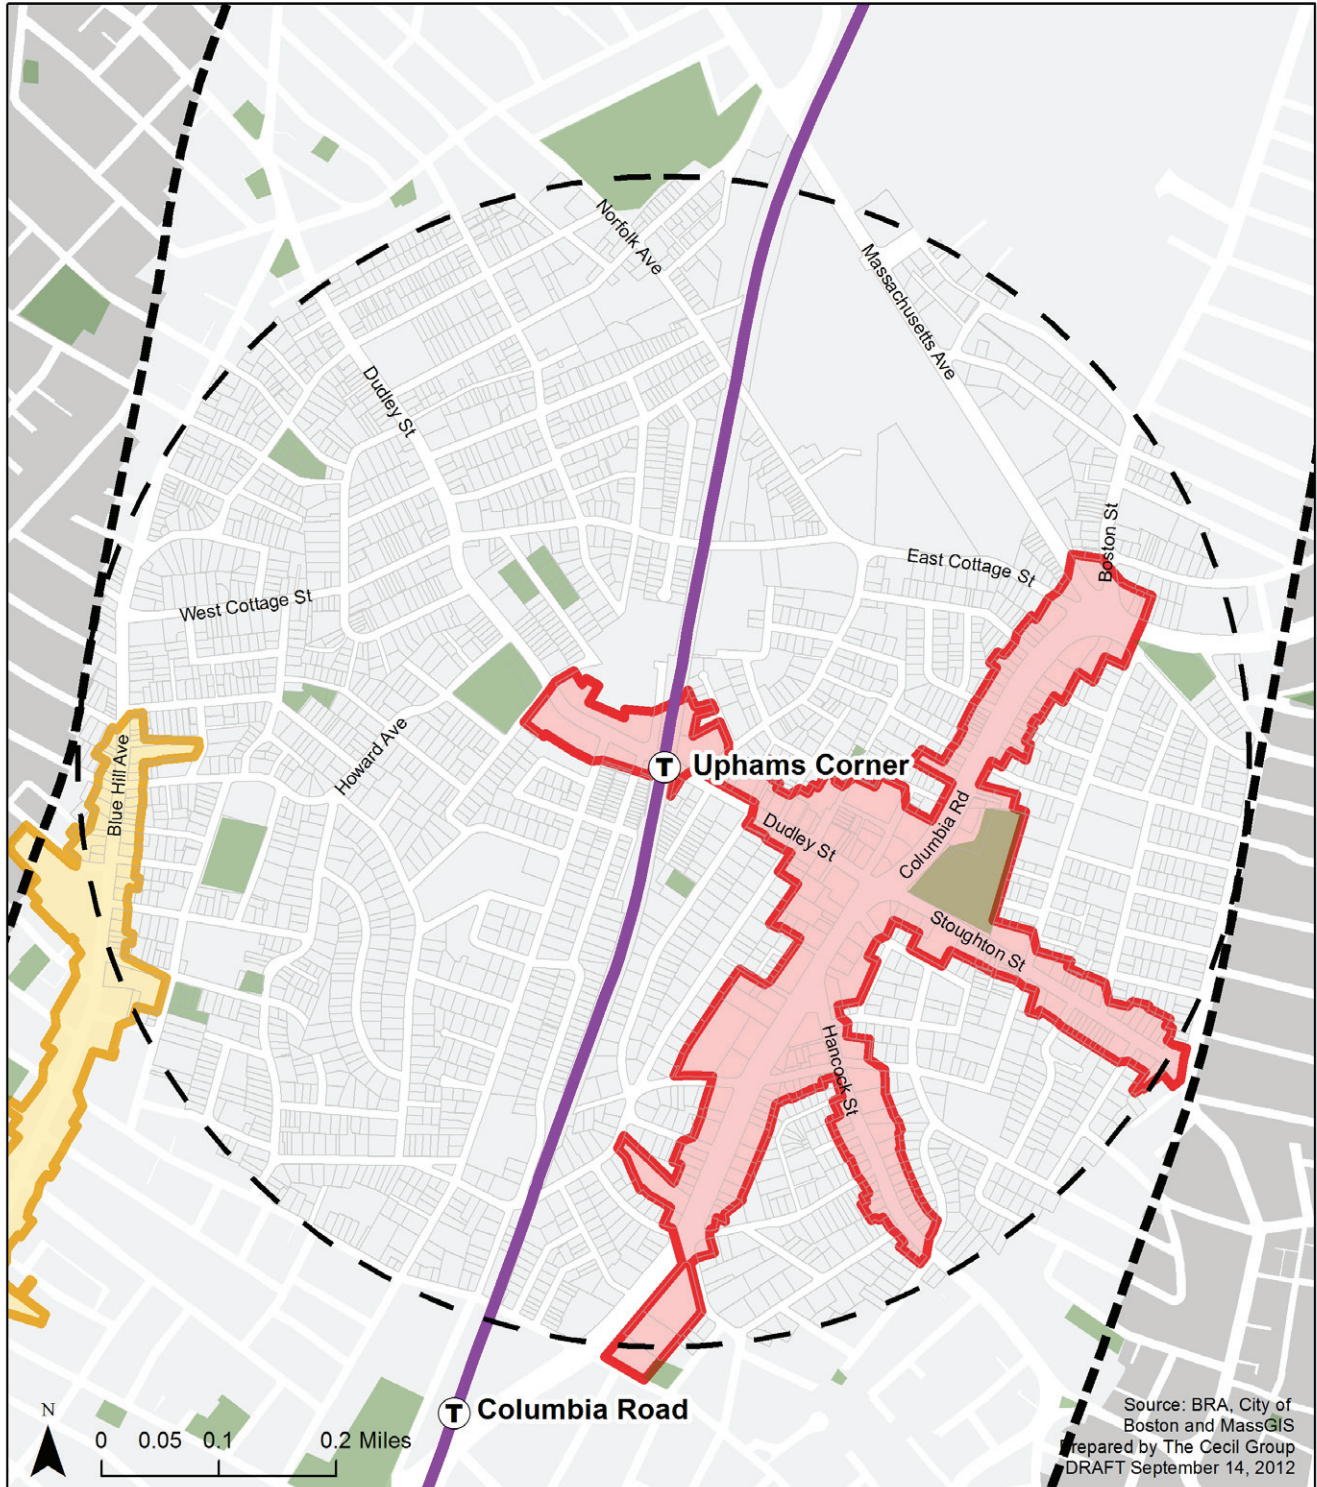 Norfolk Ave
Massachusetts Ave
Dudley St
Boston St
East Cottage St
West Cottage St
Howard Ave
Blue Hill Ave
T Uphams Corner
Dudley St
Columbia Rd
Stoughton St
Hancock St
T Columbia Road
N
0 0.05 0.1 0.2 Miles
Source: BRA, City of
Boston and MassGIS
Prepared by The Cecil Group
DRAFT September 14, 2012